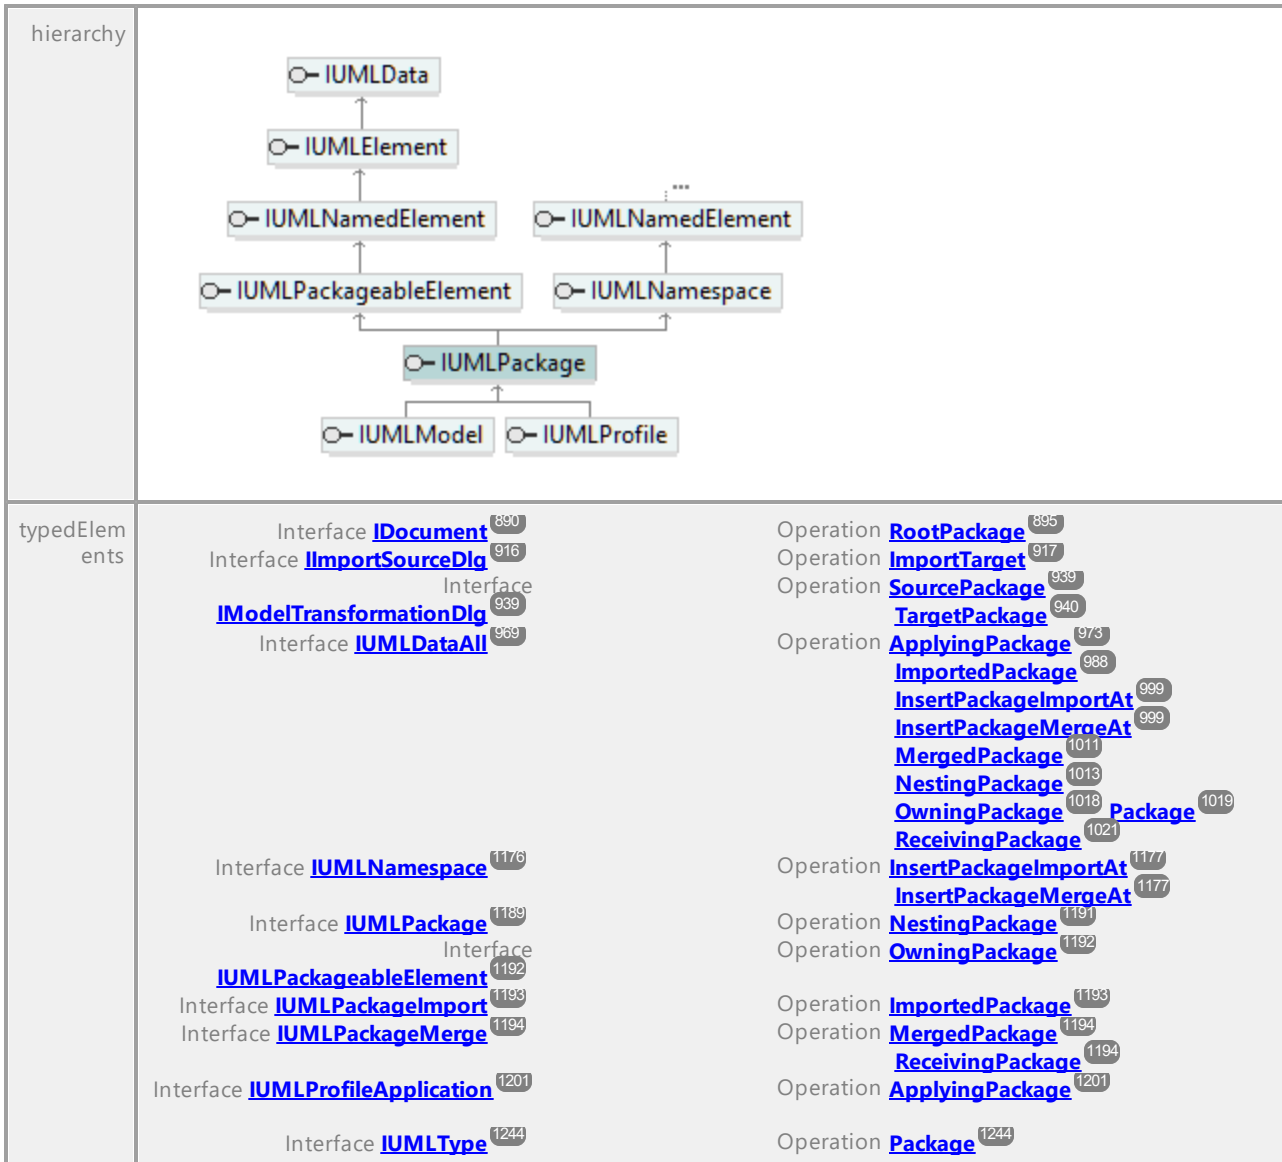 hierarchy
IUMLData
IUMLElement
IUMLNamedElement IUMLNamedElement
IUMLPackageableElement IUMLNamespace
IUMLPackage
IUMLModel IUMLProfile
typedElem
ents
Interface IDocument 890 Operation RootPackage 895
Interface IImportSourceDlg 916 Operation ImportTarget 917
Interface Operation SourcePackage 939
IModelTransformationDlg 939 TargetPackage 940
Interface IUMLDataAll 969 Operation ApplyingPackage 973
ImportedPackage 988
InsertPackageImportAt 999
InsertPackageMergeAt 999
MergedPackage 1011
NestingPackage 1013
OwningPackage 1018 Package 1019
ReceivingPackage 1021
Interface IUMLNamespace 1176 Operation InsertPackageImportAt 1177
InsertPackageMergeAt 1177
Interface IUMLPackage 1189 Operation NestingPackage 1191
Interface Operation OwningPackage 1192
IUMLPackageableElement 1192
Interface IUMLPackageImport 1193 Operation ImportedPackage 1193
Interface IUMLPackageMerge 1194 Operation MergedPackage 1194
ReceivingPackage 1194
Interface IUMLProfileApplication 1201 Operation ApplyingPackage 1201
Interface IUMLType 1244 Operation Package 1244